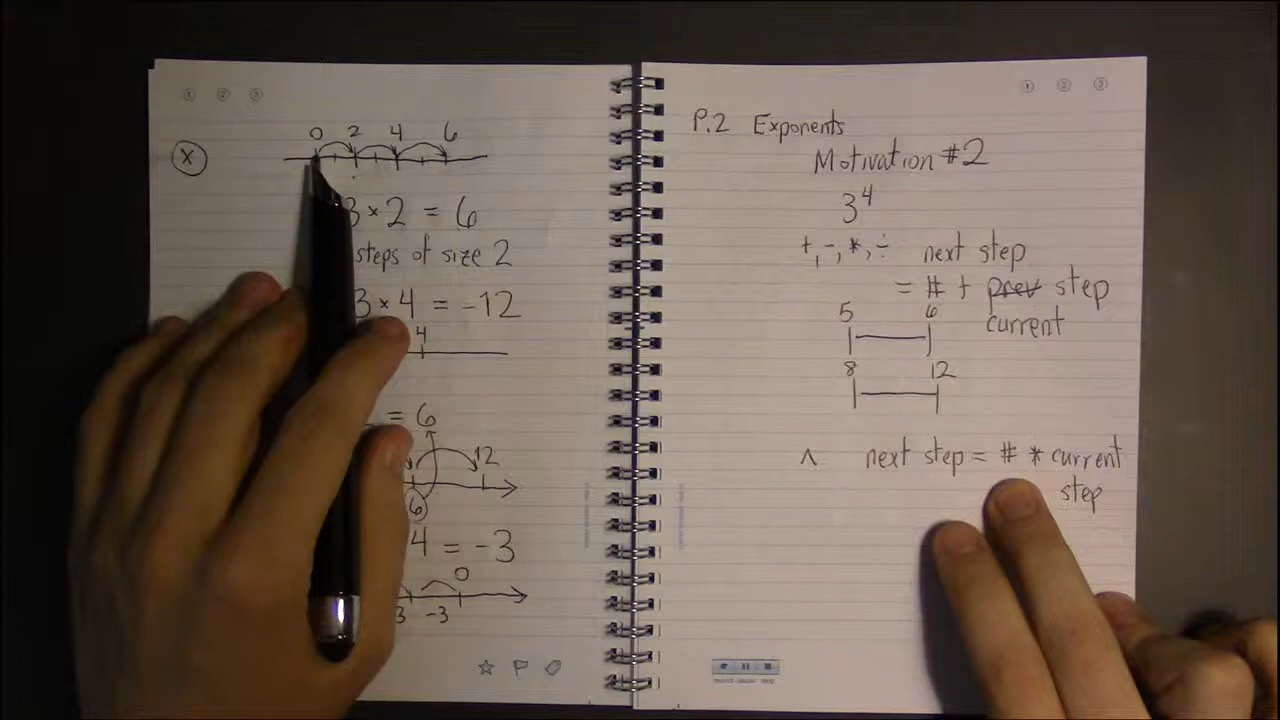 x
0 2 4 6
3 × 2 = 6
steps of size 2
3 × 4 = -12
4
= 6
12
6
4 = -3
0
3 -3
P.2 Exponents
Motivation #2
3^4
+, -, *, ÷ next step
= # + prev step
current
5 6
8 12
^ next step = # * current
step